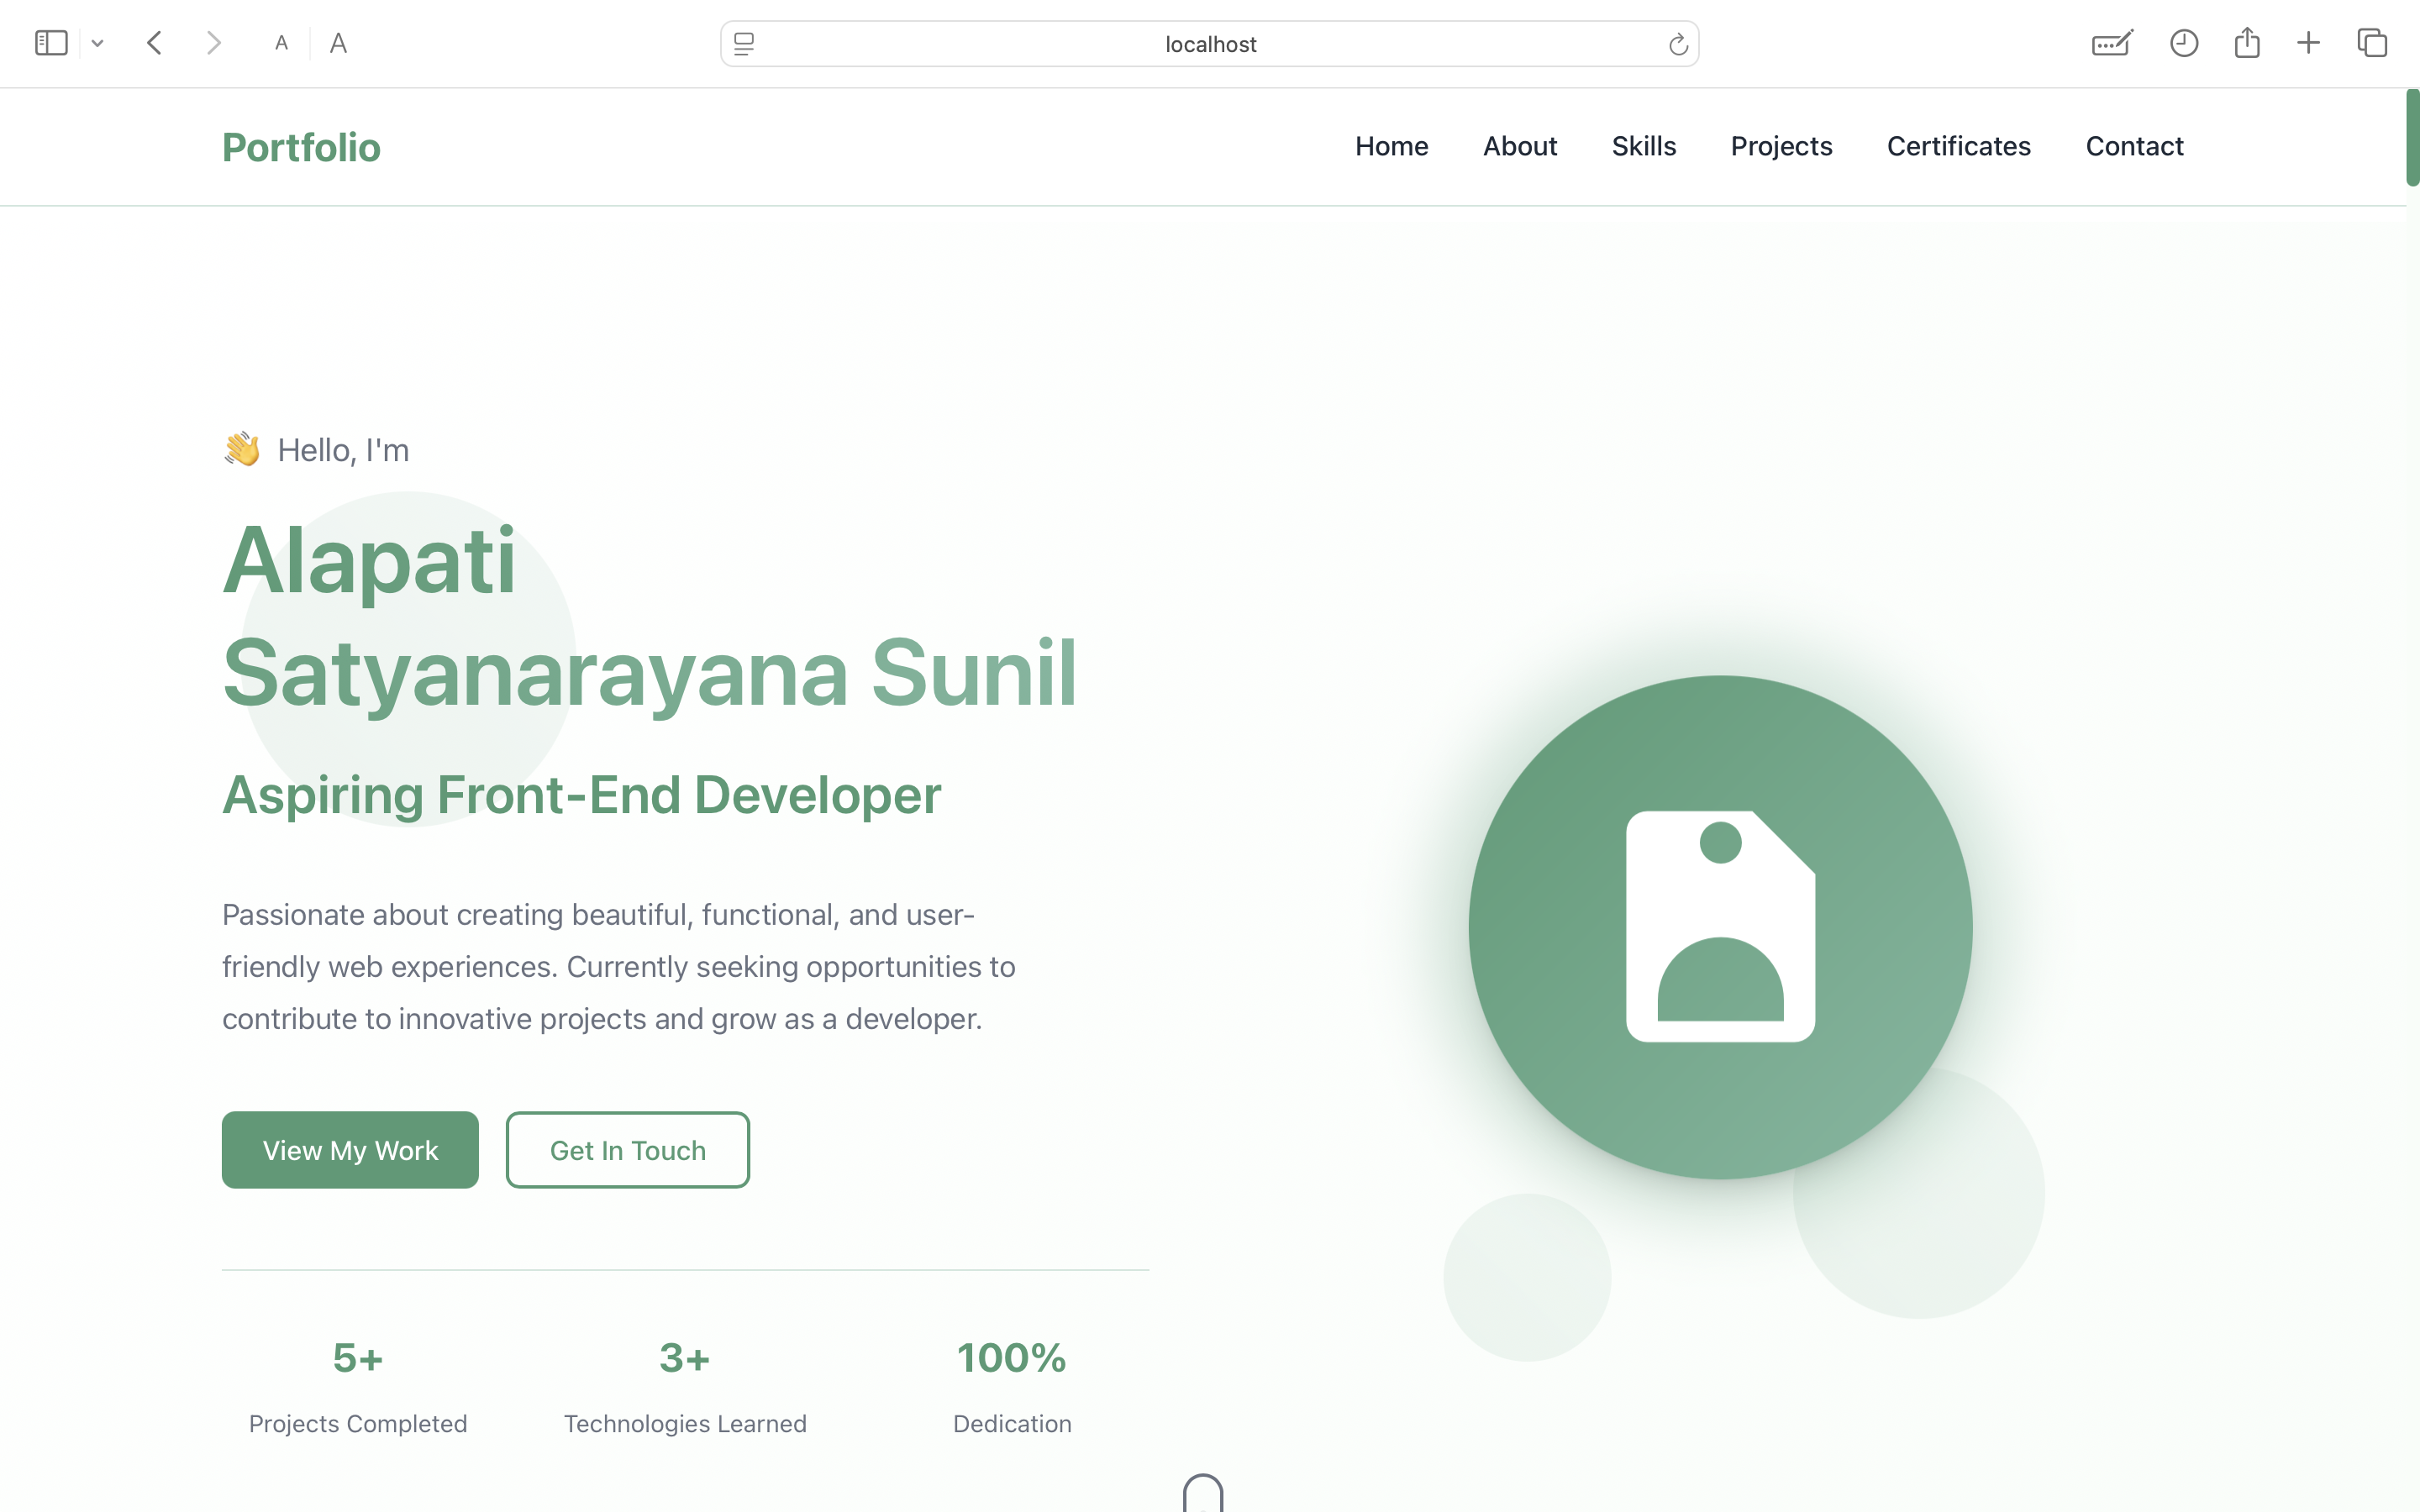 A A
localhost
Portfolio
Home About Skills Projects Certificates Contact
👋 Hello, I'm
Alapati
Satyanarayana Sunil
Aspiring Front-End Developer
Passionate about creating beautiful, functional, and user-
friendly web experiences. Currently seeking opportunities to
contribute to innovative projects and grow as a developer.
View My Work Get In Touch
5+ 3+ 100%
Projects Completed Technologies Learned Dedication